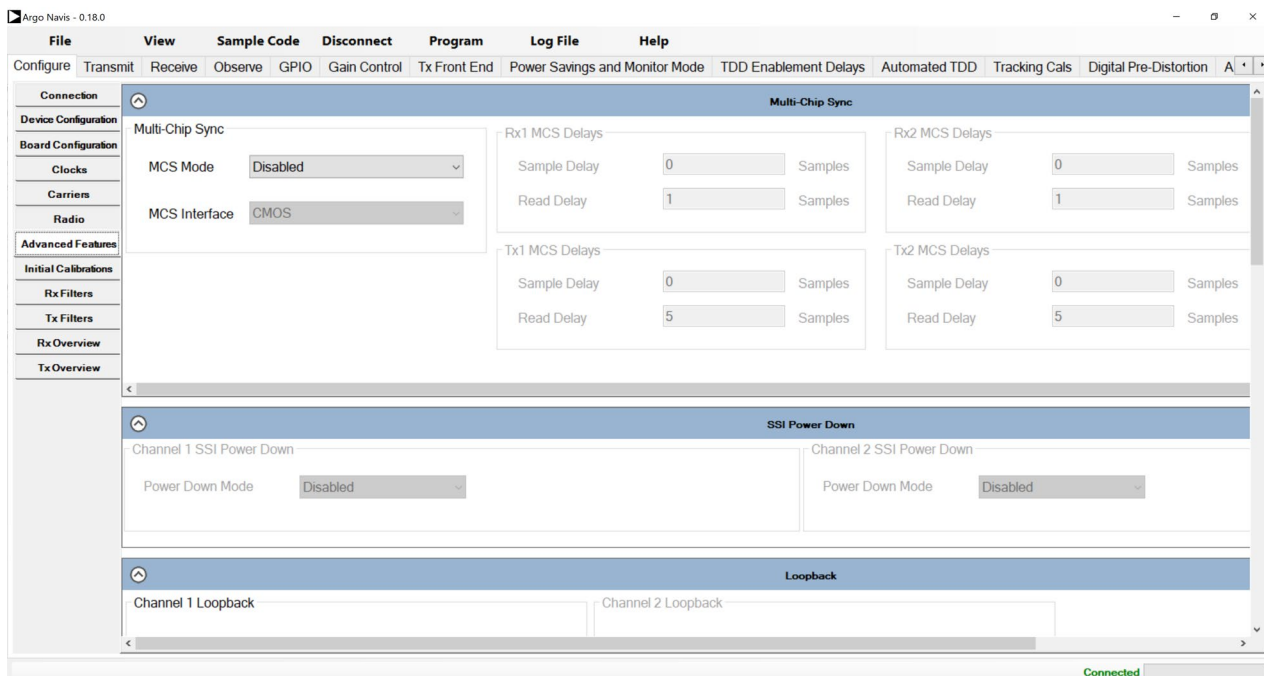 Argo Navis - 0.18.0
File View Sample Code Disconnect Program Log File Help
Configure Transmit Receive Observe GPIO Gain Control Tx Front End Power Savings and Monitor Mode TDD Enablement Delays Automated TDD Tracking Cals Digital Pre-Distortion A
Connection
Device Configuration
Board Configuration
Clocks
Carriers
Radio
Advanced Features
Initial Calibrations
Rx Filters
Tx Filters
Rx Overview
Tx Overview
Multi-Chip Sync
Multi-Chip Sync
MCS Mode Disabled
MCS Interface CMOS
Rx1 MCS Delays
Sample Delay 0 Samples
Read Delay 1 Samples
Rx2 MCS Delays
Sample Delay 0 Samples
Read Delay 1 Samples
Tx1 MCS Delays
Sample Delay 0 Samples
Read Delay 5 Samples
Tx2 MCS Delays
Sample Delay 0 Samples
Read Delay 5 Samples
SSI Power Down
Channel 1 SSI Power Down
Power Down Mode Disabled
Channel 2 SSI Power Down
Power Down Mode Disabled
Loopback
Channel 1 Loopback
Channel 2 Loopback
Connected